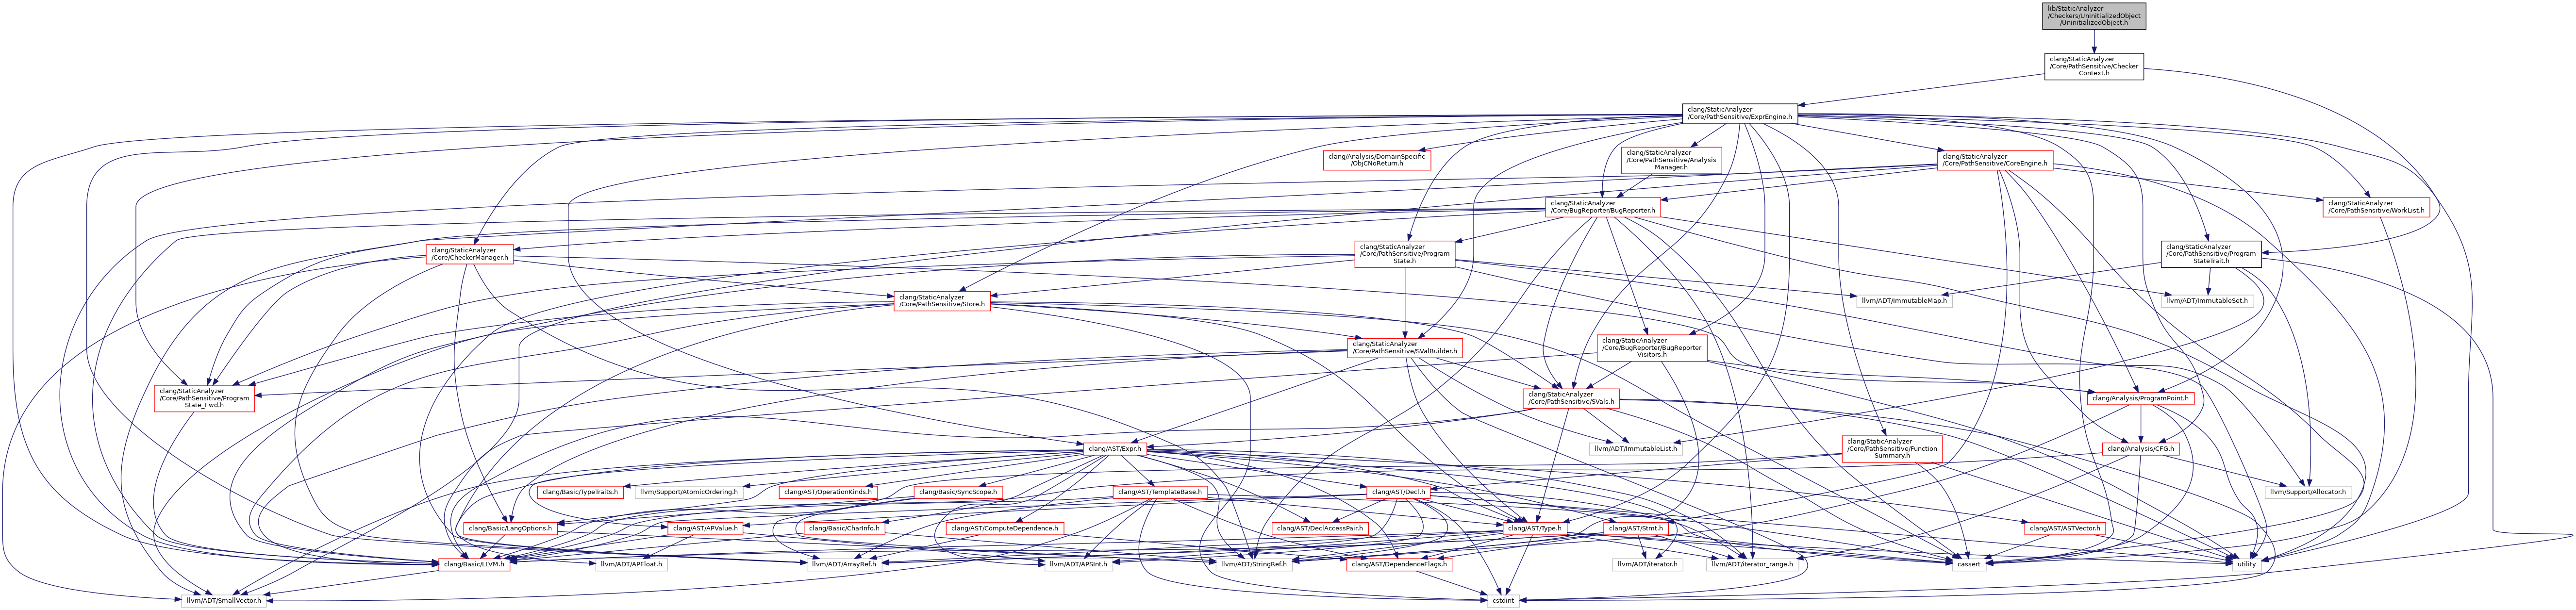 lib/StaticAnalyzer
/Checkers/UninitializedObject
/UninitializedObject.h
clang/StaticAnalyzer
/Core/PathSensitive/Checker
Context.h
clang/StaticAnalyzer
/Core/PathSensitive/ExprEngine.h
clang/Analysis/DomainSpecific
/ObjCNoReturn.h
clang/StaticAnalyzer
/Core/PathSensitive/Analysis
Manager.h
clang/StaticAnalyzer
/Core/PathSensitive/CoreEngine.h
clang/StaticAnalyzer
/Core/BugReporter/BugReporter.h
clang/StaticAnalyzer
/Core/PathSensitive/WorkList.h
clang/StaticAnalyzer
/Core/CheckerManager.h
clang/StaticAnalyzer
/Core/PathSensitive/Program
State.h
clang/StaticAnalyzer
/Core/PathSensitive/Program
StateTrait.h
clang/StaticAnalyzer
/Core/PathSensitive/Store.h
llvm/ADT/ImmutableMap.h
llvm/ADT/ImmutableSet.h
clang/StaticAnalyzer
/Core/PathSensitive/SValBuilder.h
clang/StaticAnalyzer
/Core/BugReporter/BugReporter
Visitors.h
clang/StaticAnalyzer
/Core/PathSensitive/Program
State_Fwd.h
clang/StaticAnalyzer
/Core/PathSensitive/SVals.h
clang/Analysis/ProgramPoint.h
clang/AST/Expr.h
llvm/ADT/ImmutableList.h
clang/StaticAnalyzer
/Core/PathSensitive/Function
Summary.h
clang/Analysis/CFG.h
clang/Basic/TypeTraits.h
llvm/Support/AtomicOrdering.h
clang/AST/OperationKinds.h
clang/Basic/SyncScope.h
clang/AST/TemplateBase.h
clang/AST/Decl.h
llvm/Support/Allocator.h
clang/Basic/LangOptions.h
clang/AST/APValue.h
clang/Basic/CharInfo.h
clang/AST/ComputeDependence.h
clang/AST/DeclAccessPair.h
clang/AST/Type.h
clang/AST/Stmt.h
clang/AST/ASTVector.h
clang/Basic/LLVM.h
llvm/ADT/APFloat.h
llvm/ADT/ArrayRef.h
llvm/ADT/APSInt.h
llvm/ADT/StringRef.h
clang/AST/DependenceFlags.h
llvm/ADT/iterator.h
llvm/ADT/iterator_range.h
cassert
utility
llvm/ADT/SmallVector.h
cstdint